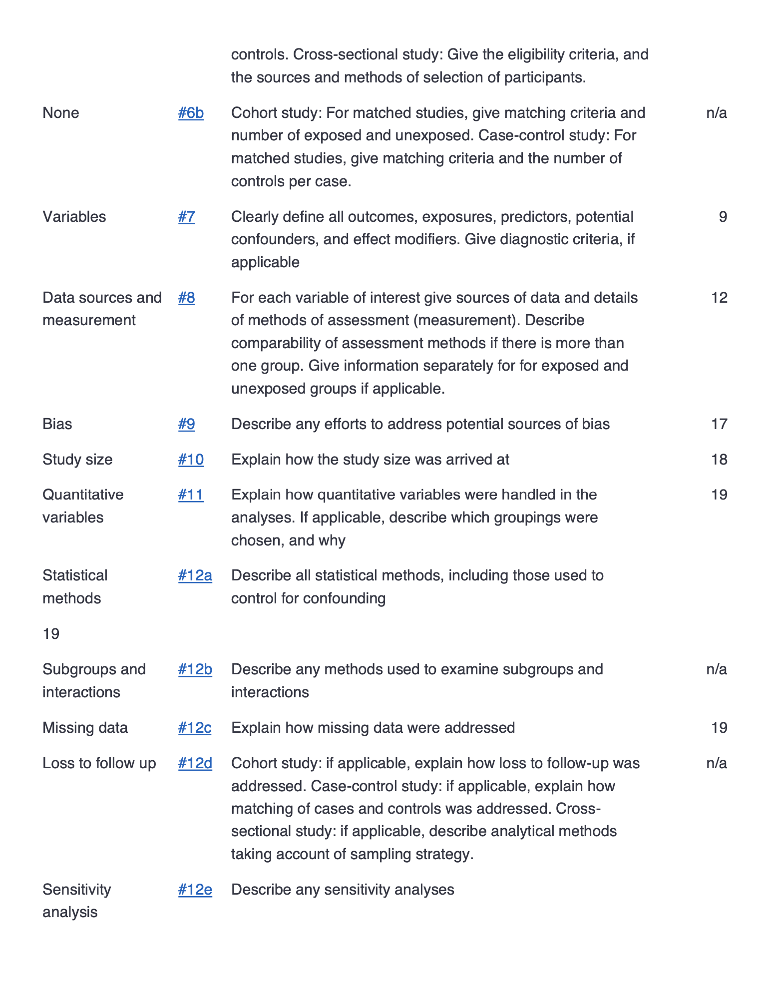 controls. Cross-sectional study: Give the eligibility criteria, and
the sources and methods of selection of participants.
None #6b Cohort study: For matched studies, give matching criteria and n/a
number of exposed and unexposed. Case-control study: For
matched studies, give matching criteria and the number of
controls per case.
Variables #7 Clearly define all outcomes, exposures, predictors, potential 9
confounders, and effect modifiers. Give diagnostic criteria, if
applicable
Data sources and #8 For each variable of interest give sources of data and details 12
measurement of methods of assessment (measurement). Describe
comparability of assessment methods if there is more than
one group. Give information separately for for exposed and
unexposed groups if applicable.
Bias #9 Describe any efforts to address potential sources of bias 17
Study size #10 Explain how the study size was arrived at 18
Quantitative #11 Explain how quantitative variables were handled in the 19
variables analyses. If applicable, describe which groupings were
chosen, and why
Statistical #12a Describe all statistical methods, including those used to
methods control for confounding
19
Subgroups and #12b Describe any methods used to examine subgroups and n/a
interactions interactions
Missing data #12c Explain how missing data were addressed 19
Loss to follow up #12d Cohort study: if applicable, explain how loss to follow-up was n/a
addressed. Case-control study: if applicable, explain how
matching of cases and controls was addressed. Cross-
sectional study: if applicable, describe analytical methods
taking account of sampling strategy.
Sensitivity #12e Describe any sensitivity analyses
analysis